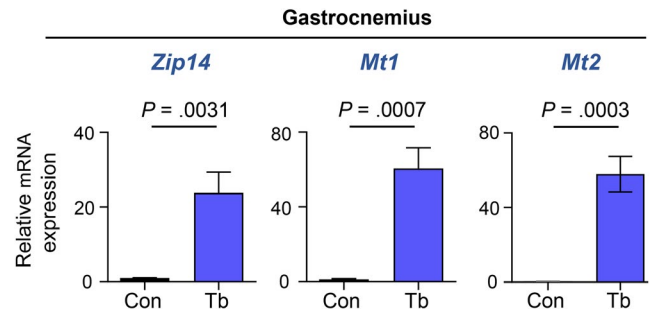 Gastrocnemius
Zip14 Mt1 Mt2
P = .0031 P = .0007 P = .0003
Relative mRNA
expression
40 80 80
20 40 40
0 0 0
Con Tb Con Tb Con Tb